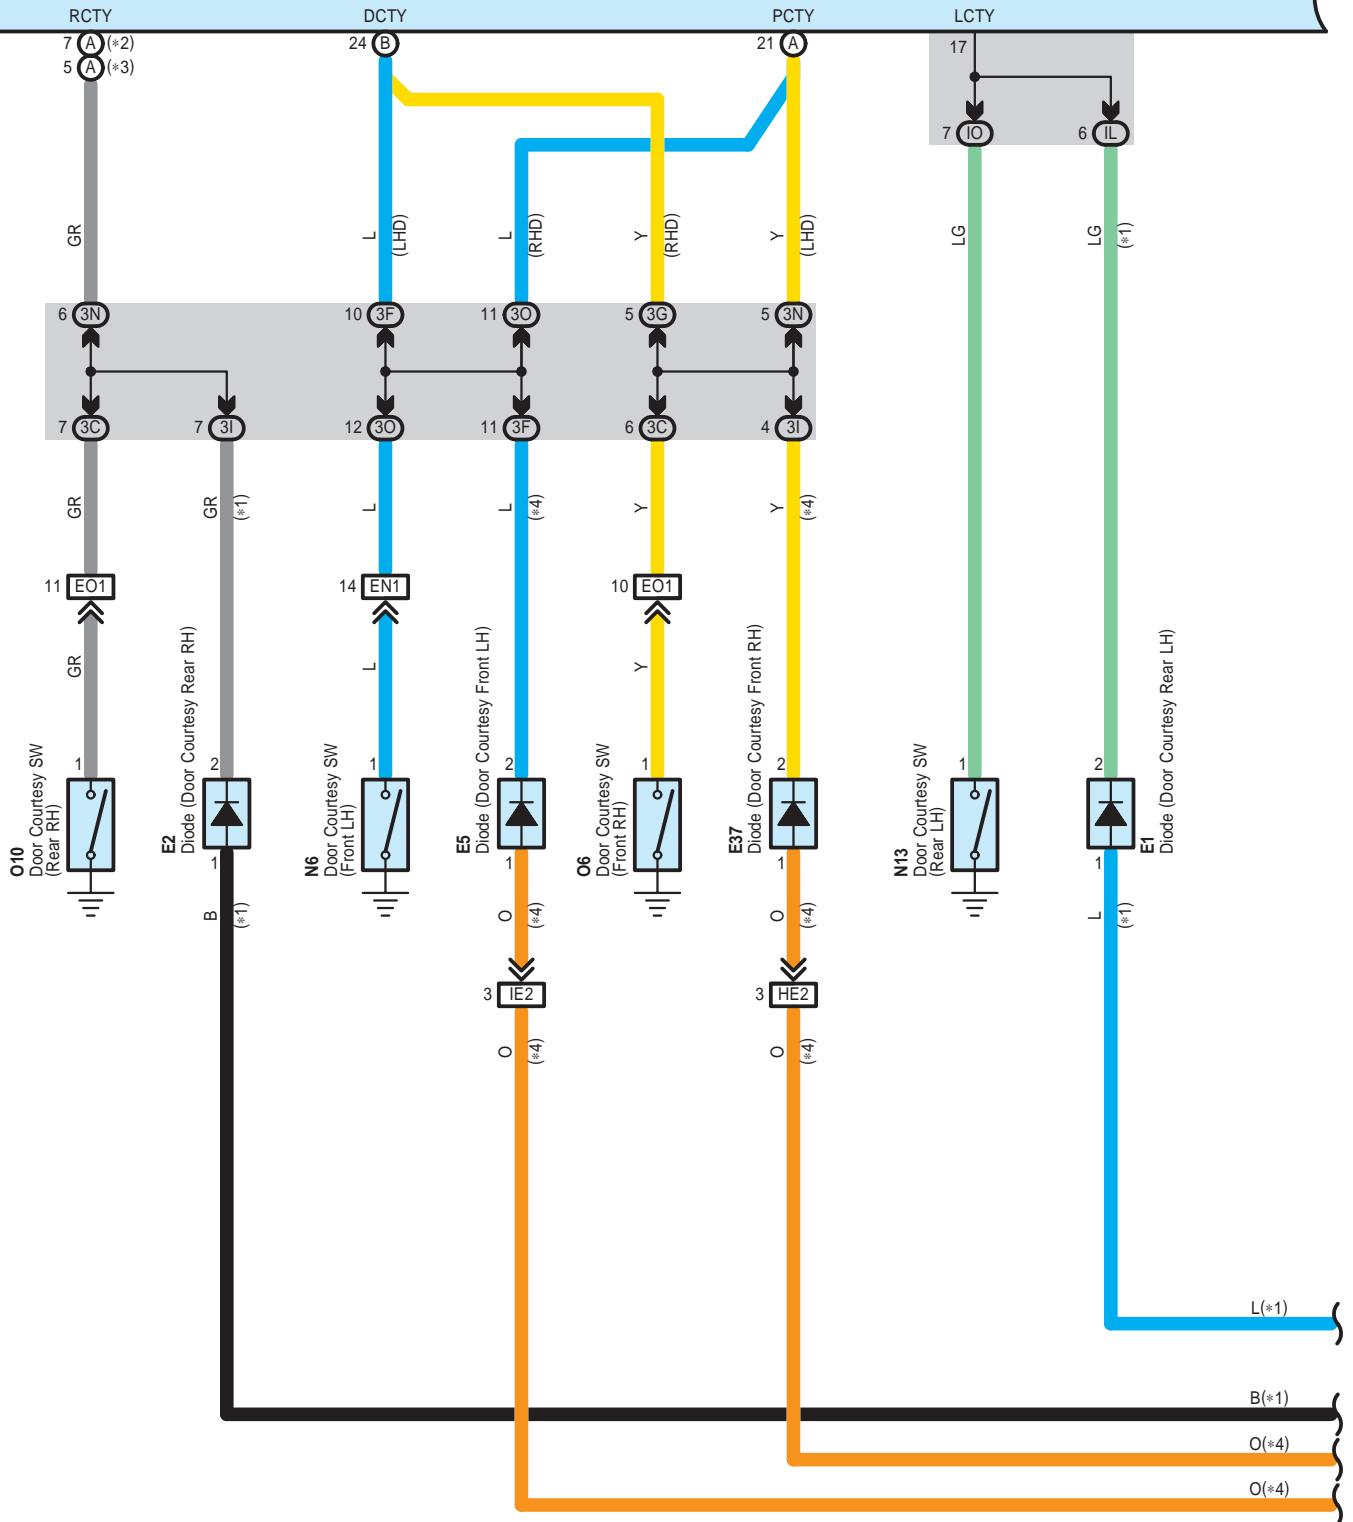 RCTY DCTY PCTY LCTY
7 A (*2) 24 B 21 A 17
5 A (*3)
7 IO 6 IL
GR L (LHD) L (RHD) Y (RHD) Y (LHD) LG LG (*1)
6 3N 10 3F 11 3O 5 3G 5 3N
7 3C 7 3I 12 3O 11 3F 6 3C 4 3I
GR GR (*1) L L (*4) Y Y (*4)
11 EO1 14 EN1 10 EO1
GR L Y
1 2 1 2 1 2 1 2
O10
Door Courtesy SW
(Rear RH)
E2
Diode (Door Courtesy Rear RH)
N6
Door Courtesy SW
(Front LH)
E5
Diode (Door Courtesy Front LH)
O6
Door Courtesy SW
(Front RH)
E37
Diode (Door Courtesy Front RH)
N13
Door Courtesy SW
(Rear LH)
E1
Diode (Door Courtesy Rear LH)
1 1 1 1
B (*1) O (*4) O (*4) L (*1)
3 IE2 3 HE2
O (*4) O (*4)
L(*1)
B(*1)
O(*4)
O(*4)